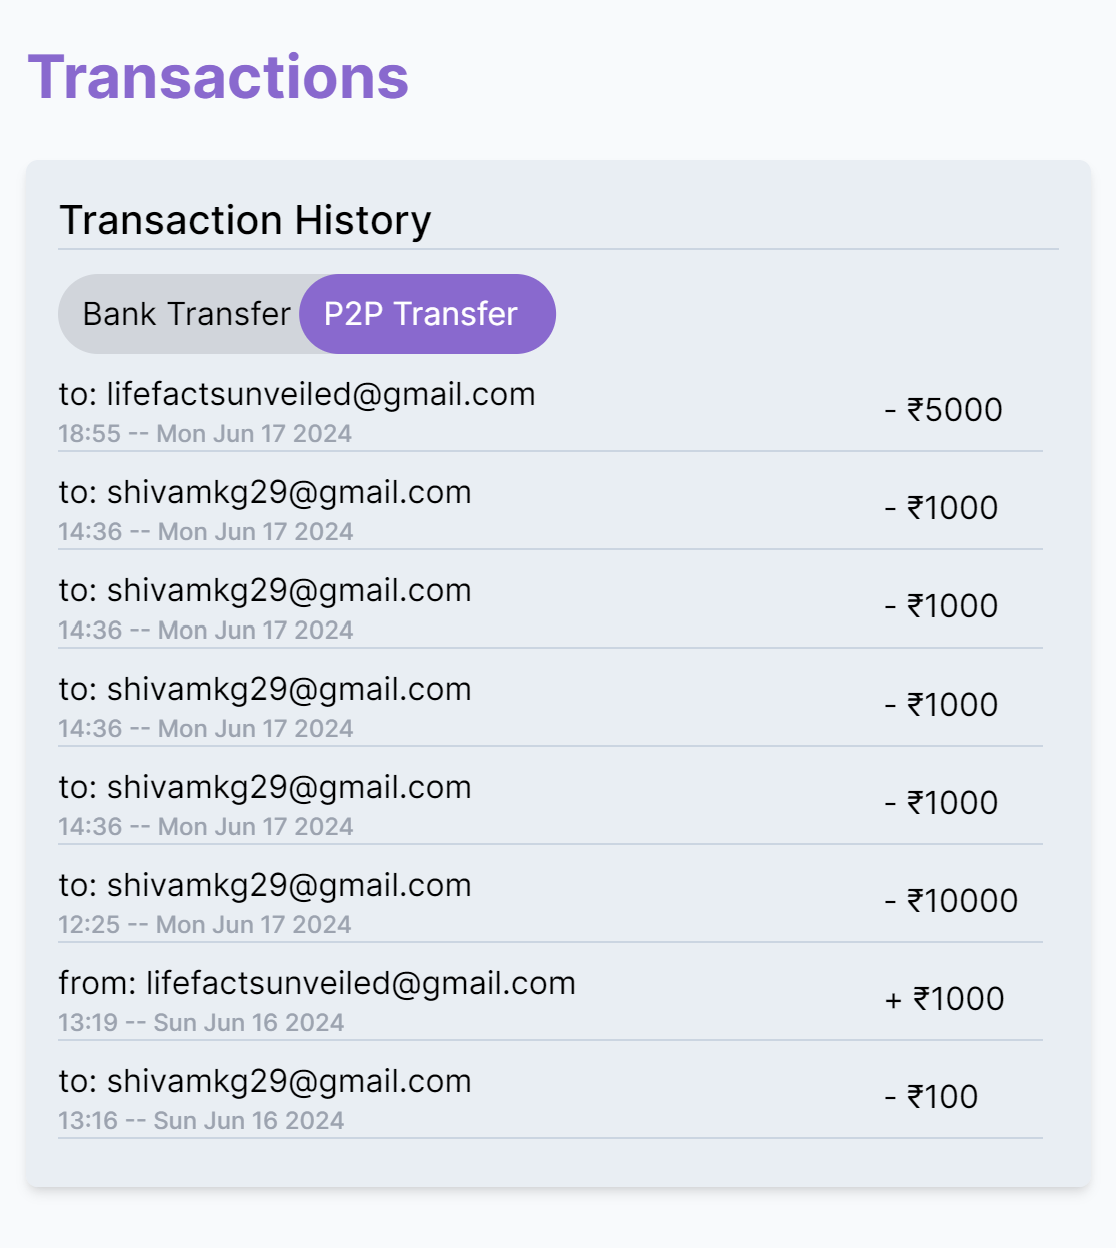 Transactions
Transaction History
Bank Transfer P2P Transfer
to: lifefactsunveiled@gmail.com - ₹5000
18:55 -- Mon Jun 17 2024
to: shivamkg29@gmail.com - ₹1000
14:36 -- Mon Jun 17 2024
to: shivamkg29@gmail.com - ₹1000
14:36 -- Mon Jun 17 2024
to: shivamkg29@gmail.com - ₹1000
14:36 -- Mon Jun 17 2024
to: shivamkg29@gmail.com - ₹1000
14:36 -- Mon Jun 17 2024
to: shivamkg29@gmail.com - ₹10000
12:25 -- Mon Jun 17 2024
from: lifefactsunveiled@gmail.com + ₹1000
13:19 -- Sun Jun 16 2024
to: shivamkg29@gmail.com - ₹100
13:16 -- Sun Jun 16 2024